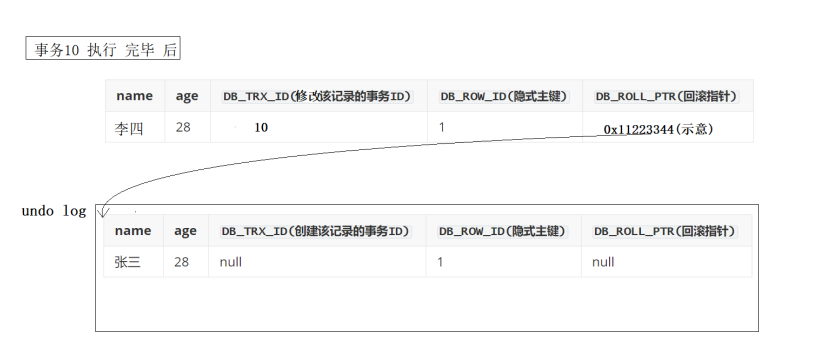 事务10 执行 完毕 后
name age DB_TRX_ID(修改该记录的事务ID) DB_ROW_ID(隐式主键) DB_ROLL_PTR(回滚指针)
李四 28 10 1 0x11223344(示意)
undo log
name age DB_TRX_ID(创建该记录的事务ID) DB_ROW_ID(隐式主键) DB_ROLL_PTR(回滚指针)
张三 28 null 1 null